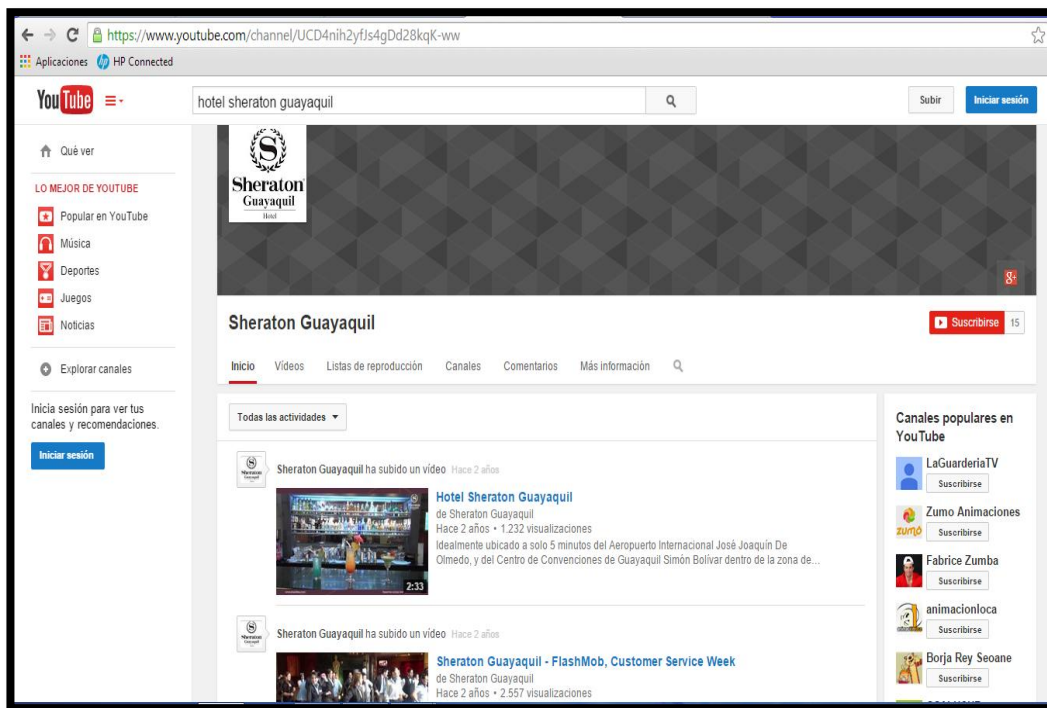 https://www.youtube.com/channel/UCD4nih2yfJs4gDd28kqK-ww
Aplicaciones
HP Connected
YouTube
hotel sheraton guayaquil
Subir
Iniciar sesión
Qué ver
LO MEJOR DE YOUTUBE
Popular en YouTube
Música
Deportes
Juegos
Noticias
Explorar canales
Inicia sesión para ver tus
canales y recomendaciones.
Iniciar sesión
S
Sheraton
Guayaquil
Hotel
g+
Sheraton Guayaquil
Suscribirse 15
Inicio Vídeos Listas de reproducción Canales Comentarios Más información
Todas las actividades
Sheraton Guayaquil ha subido un vídeo Hace 2 años
Hotel Sheraton Guayaquil
de Sheraton Guayaquil
Hace 2 años • 1.232 visualizaciones
Idealmente ubicado a solo 5 minutos del Aeropuerto Internacional José Joaquín De
Olmedo, y del Centro de Convenciones de Guayaquil Simón Bolívar dentro de la zona de...
2:33
Sheraton Guayaquil ha subido un vídeo Hace 2 años
Sheraton Guayaquil - FlashMob, Customer Service Week
de Sheraton Guayaquil
Hace 2 años • 2.557 visualizaciones
Canales populares en
YouTube
LaGuarderiaTV
Suscribirse
Zumo Animaciones
Suscribirse
Fabrice Zumba
Suscribirse
animacionloca
Suscribirse
Borja Rey Seoane
Suscribirse